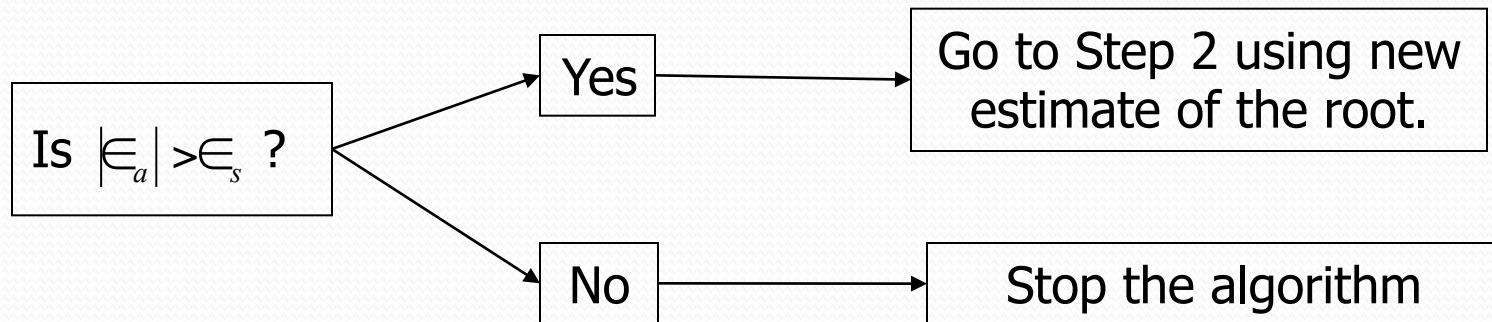 Is |∈a| >∈s ?
Yes
Go to Step 2 using new
estimate of the root.
No
Stop the algorithm